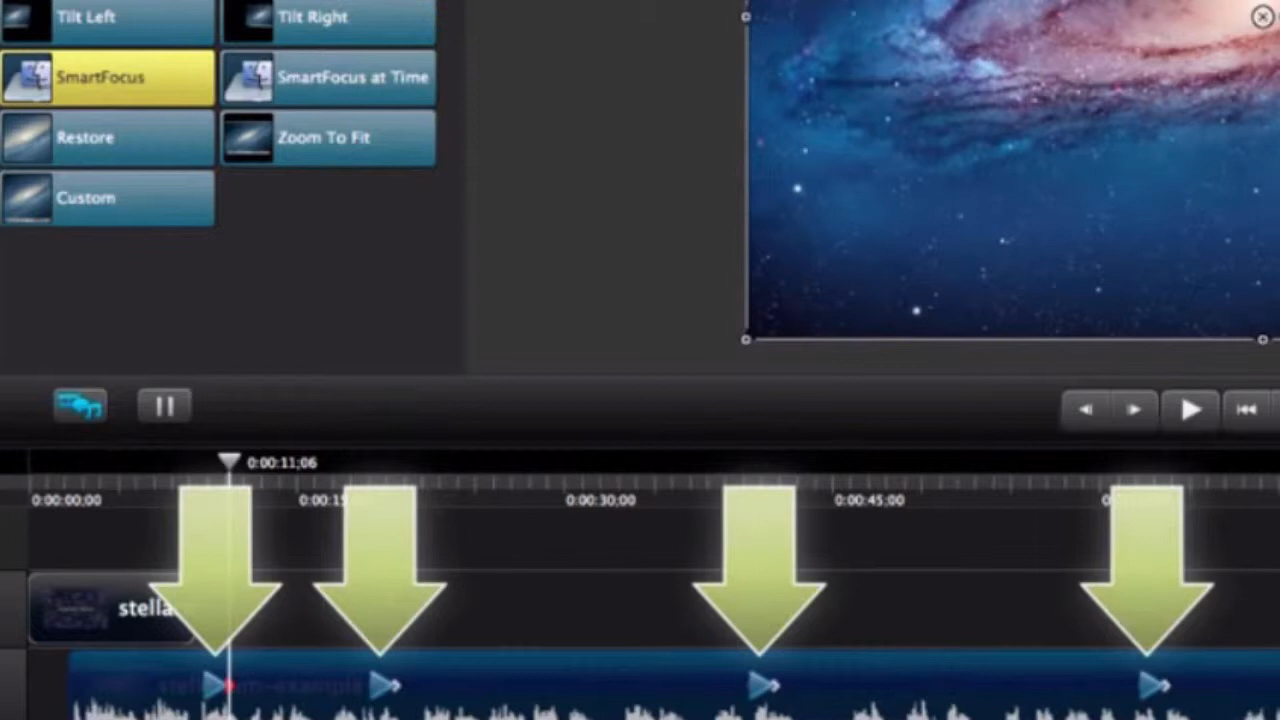 Tilt Left
Tilt Right
SmartFocus
SmartFocus at Time
Restore
Zoom To Fit
Custom
0:00:11;06
0:00:00;00
0:00:15
0:00:30;00
0:00:45;00
stella